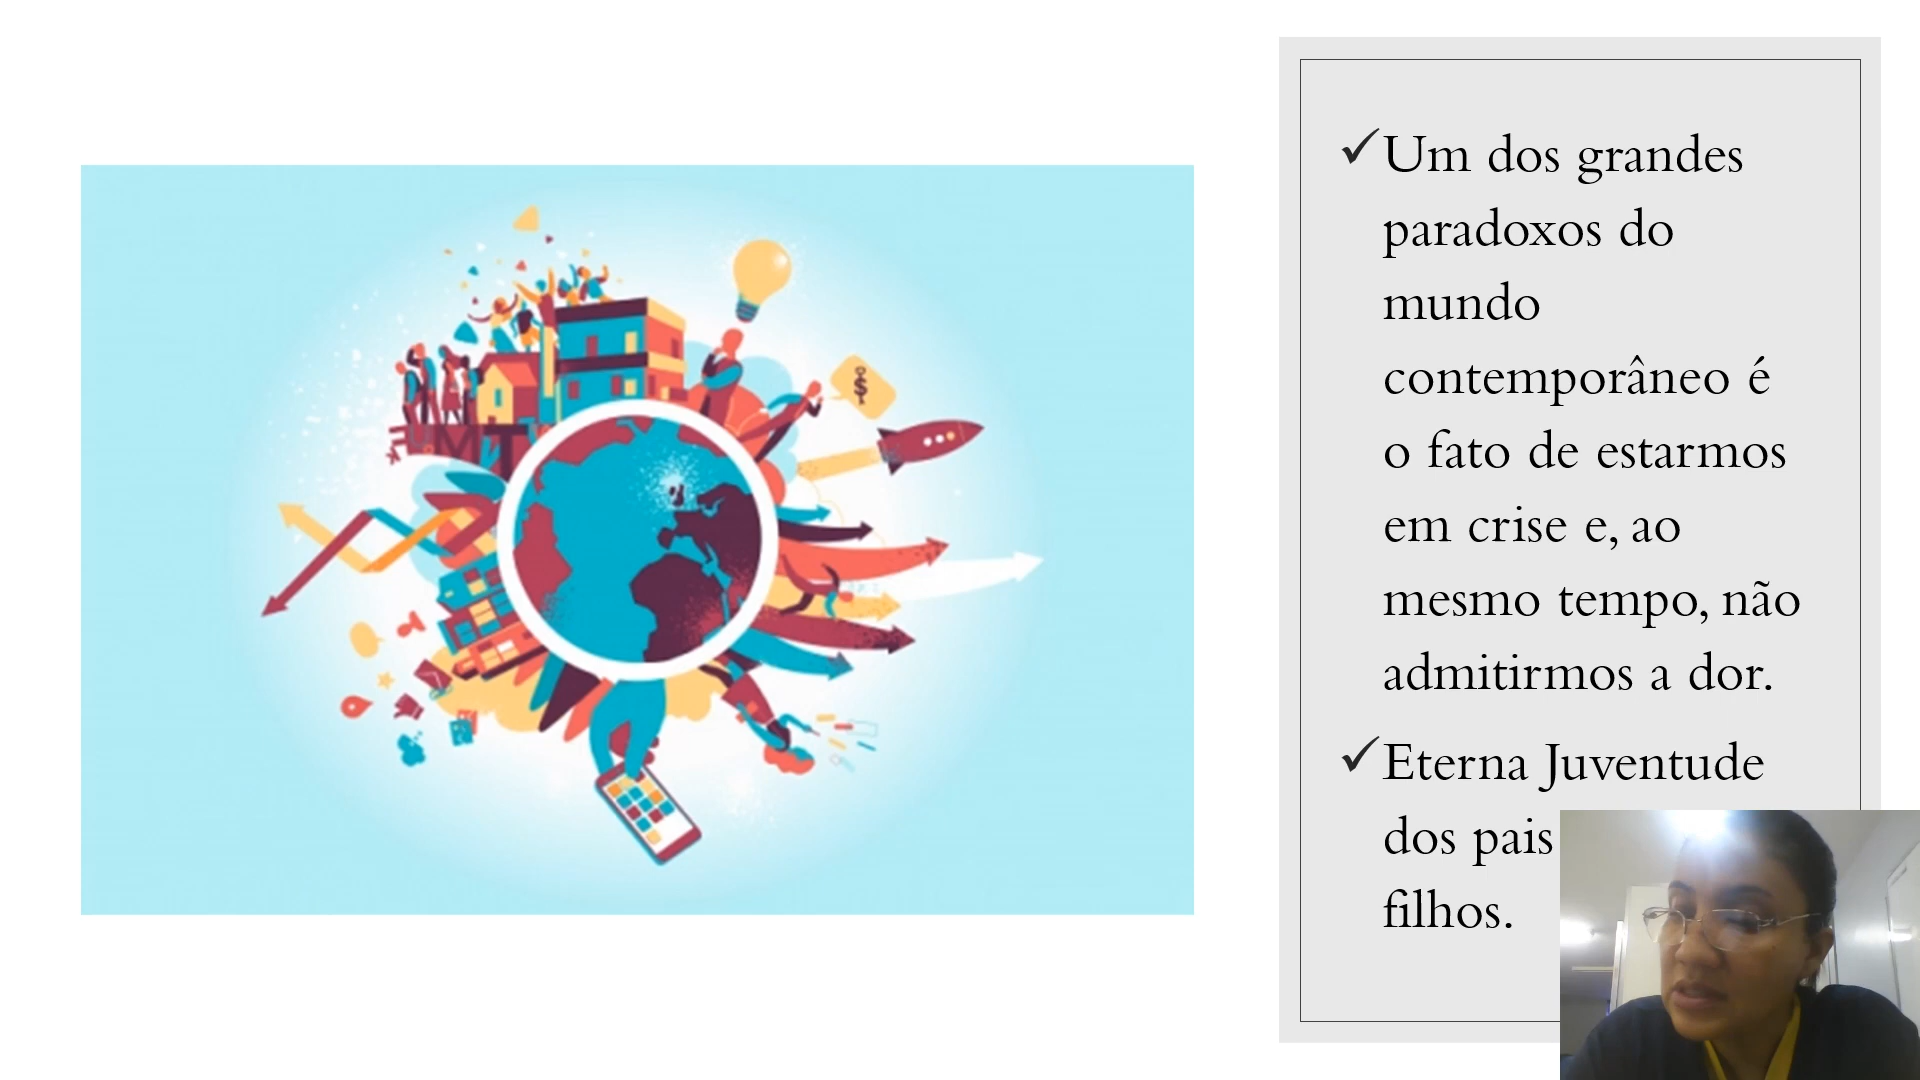 ✓Um dos grandes
paradoxos do
mundo
contemporâneo é
o fato de estarmos
em crise e, ao
mesmo tempo, não
admitirmos a dor.
✓Eterna Juventude
dos pais
filhos.
$